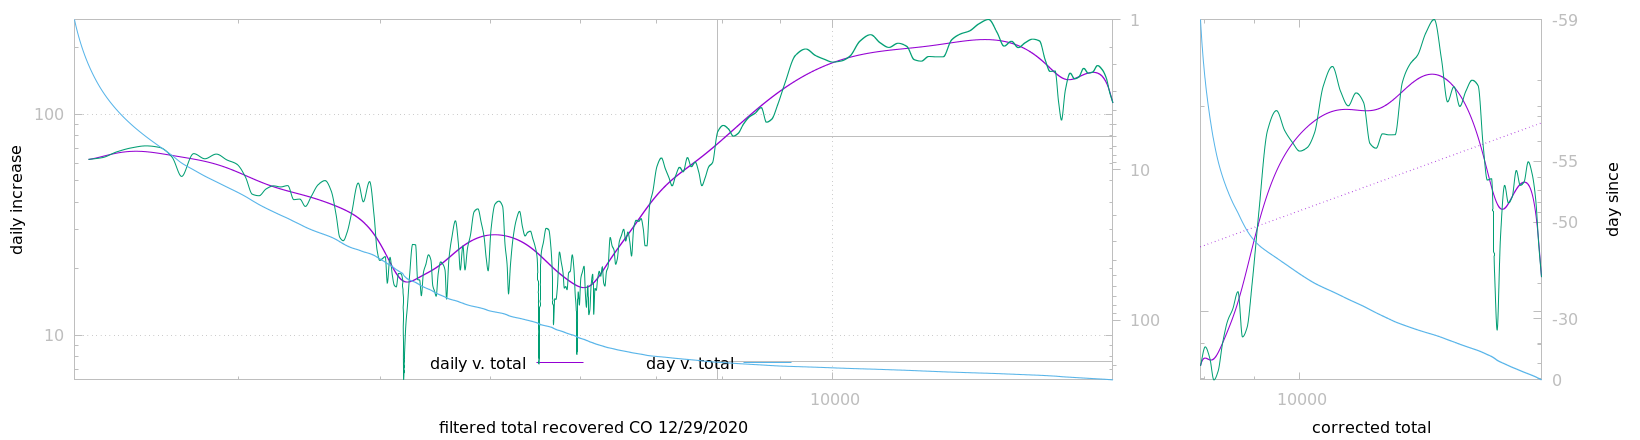 1
-59
100
-55
10
-50
daily increase
day since
100
-30
10
daily v. total
day v. total
0
10000
10000
filtered total recovered CO 12/29/2020
corrected total